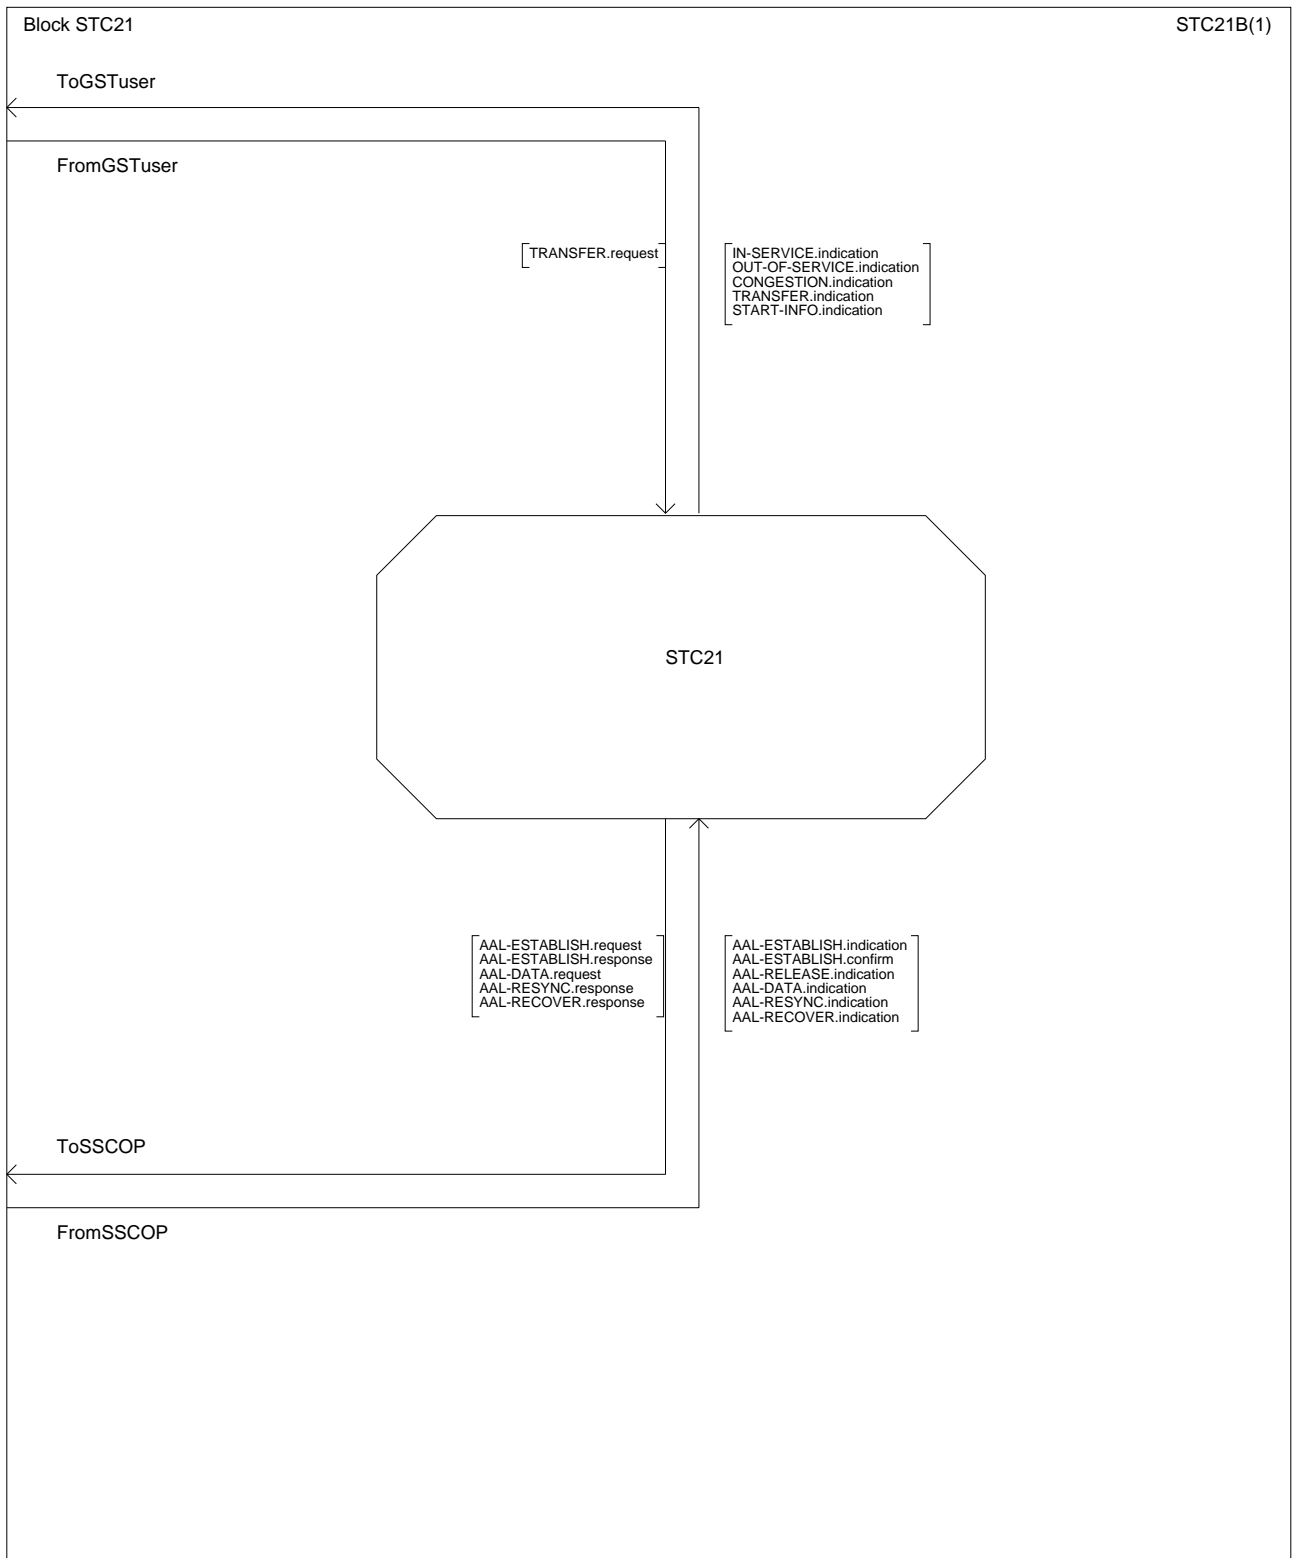 Block STC21
STC21B(1)
ToGSTuser
FromGSTuser
TRANSFER.request
IN-SERVICE.indication
OUT-OF-SERVICE.indication
CONGESTION.indication
TRANSFER.indication
START-INFO.indication
STC21
AAL-ESTABLISH.request
AAL-ESTABLISH.response
AAL-DATA.request
AAL-RESYNC.response
AAL-RECOVER.response
AAL-ESTABLISH.indication
AAL-ESTABLISH.confirm
AAL-RELEASE.indication
AAL-DATA.indication
AAL-RESYNC.indication
AAL-RECOVER.indication
ToSSCOP
FromSSCOP